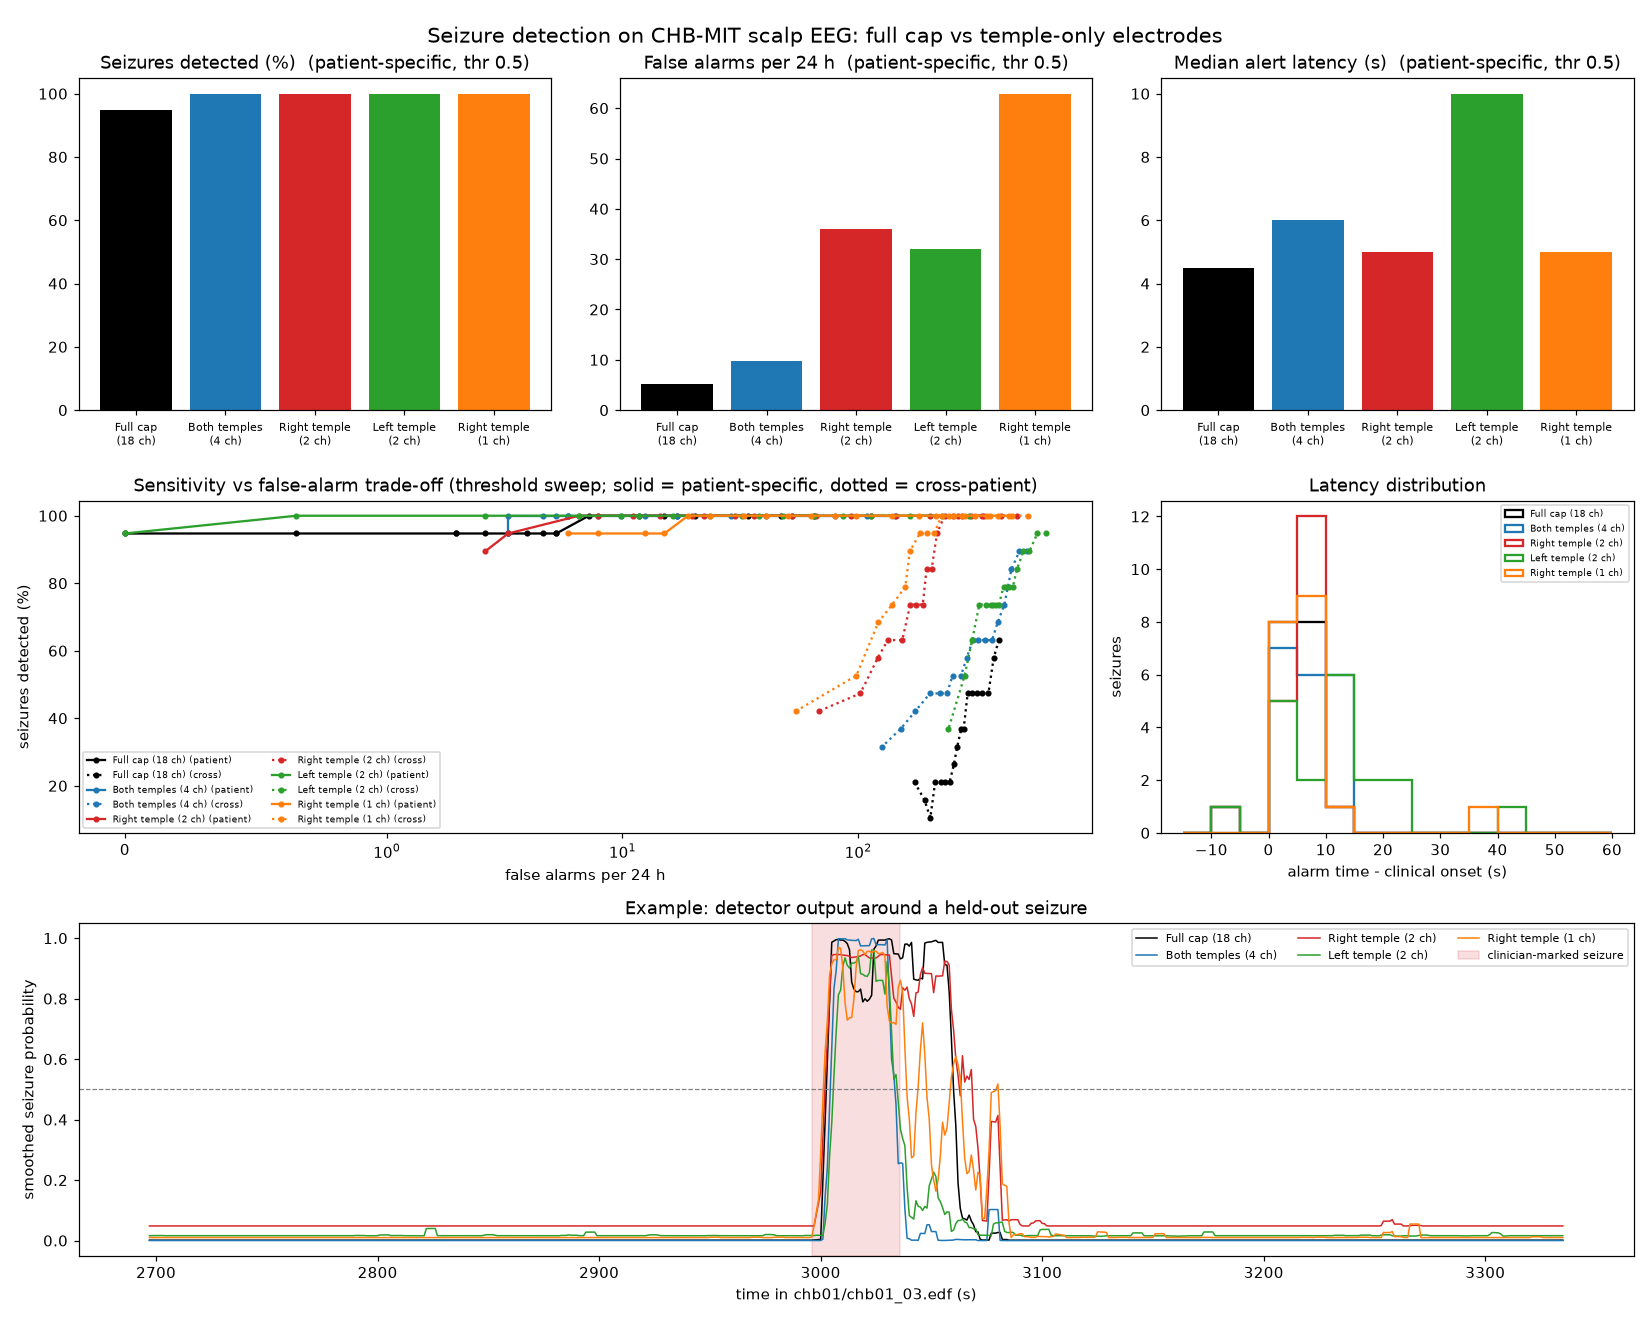 Seizure detection on CHB-MIT scalp EEG: full cap vs temple-only electrodes
Seizures detected (%)  (patient-specific, thr 0.5)
100
80
60
40
20
0
Full cap
(18 ch)
Both temples
(4 ch)
Right temple
(2 ch)
Left temple
(2 ch)
Right temple
(1 ch)
False alarms per 24 h  (patient-specific, thr 0.5)
60
50
40
30
20
10
0
Full cap
(18 ch)
Both temples
(4 ch)
Right temple
(2 ch)
Left temple
(2 ch)
Right temple
(1 ch)
Median alert latency (s)  (patient-specific, thr 0.5)
10
8
6
4
2
0
Full cap
(18 ch)
Both temples
(4 ch)
Right temple
(2 ch)
Left temple
(2 ch)
Right temple
(1 ch)
Sensitivity vs false-alarm trade-off (threshold sweep; solid = patient-specific, dotted = cross-patient)
seizures detected (%)
100
80
60
40
20
Full cap (18 ch) (patient)
Full cap (18 ch) (cross)
Both temples (4 ch) (patient)
Both temples (4 ch) (cross)
Right temple (2 ch) (patient)
Right temple (2 ch) (cross)
Left temple (2 ch) (patient)
Left temple (2 ch) (cross)
Right temple (1 ch) (patient)
Right temple (1 ch) (cross)
0 10⁰ 10¹ 10²
false alarms per 24 h
Latency distribution
seizures
12
10
8
6
4
2
0
Full cap (18 ch)
Both temples (4 ch)
Right temple (2 ch)
Left temple (2 ch)
Right temple (1 ch)
−10 0 10 20 30 40 50 60
alarm time - clinical onset (s)
Example: detector output around a held-out seizure
smoothed seizure probability
1.0
0.8
0.6
0.4
0.2
0.0
Full cap (18 ch)
Both temples (4 ch)
Right temple (2 ch)
Left temple (2 ch)
Right temple (1 ch)
clinician-marked seizure
2700 2800 2900 3000 3100 3200 3300
time in chb01/chb01_03.edf (s)